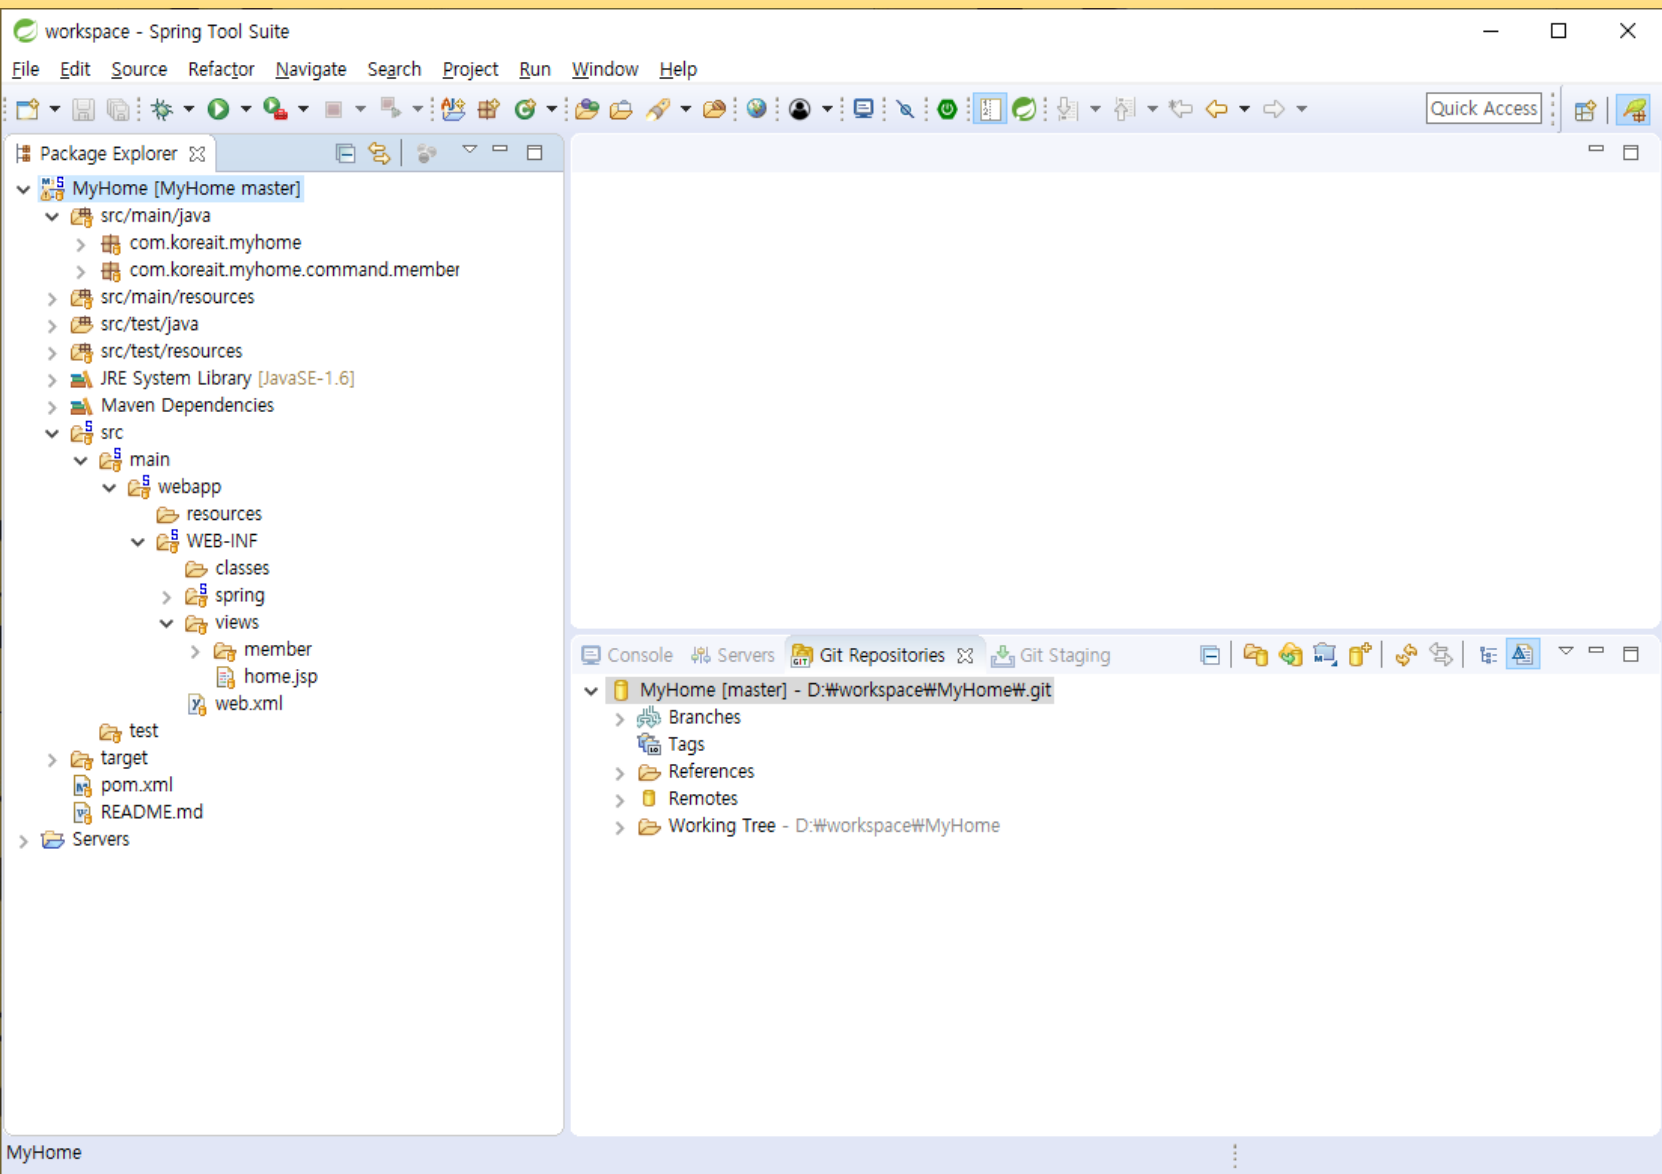 workspace - Spring Tool Suite
File Edit Source Refactor Navigate Search Project Run Window Help
Quick Access
Package Explorer
MyHome [MyHome master]
src/main/java
com.koreait.myhome
com.koreait.myhome.command.member
src/main/resources
src/test/java
src/test/resources
JRE System Library [JavaSE-1.6]
Maven Dependencies
src
main
webapp
resources
WEB-INF
classes
spring
views
member
home.jsp
web.xml
test
target
pom.xml
README.md
Servers
Console Servers Git Repositories Git Staging
MyHome [master] - D:₩workspace₩MyHome₩.git
Branches
Tags
References
Remotes
Working Tree - D:₩workspace₩MyHome
MyHome